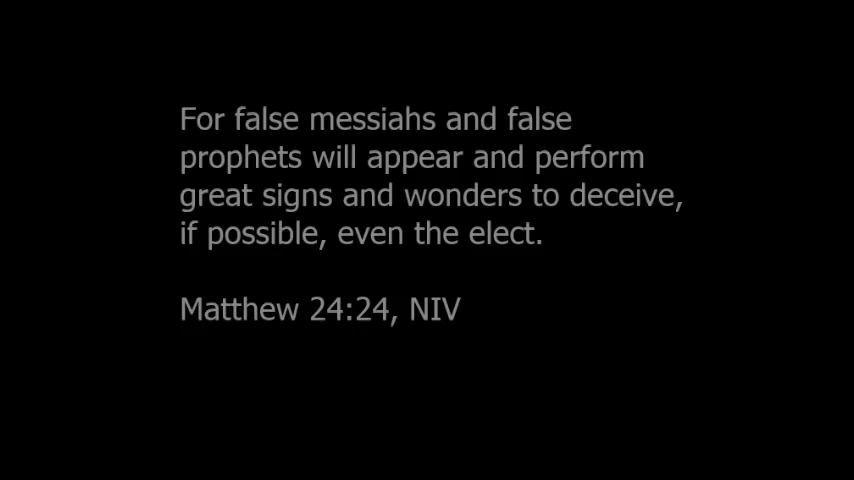 For false messiahs and false
prophets will appear and perform
great signs and wonders to deceive,
if possible, even the elect.
Matthew 24:24, NIV